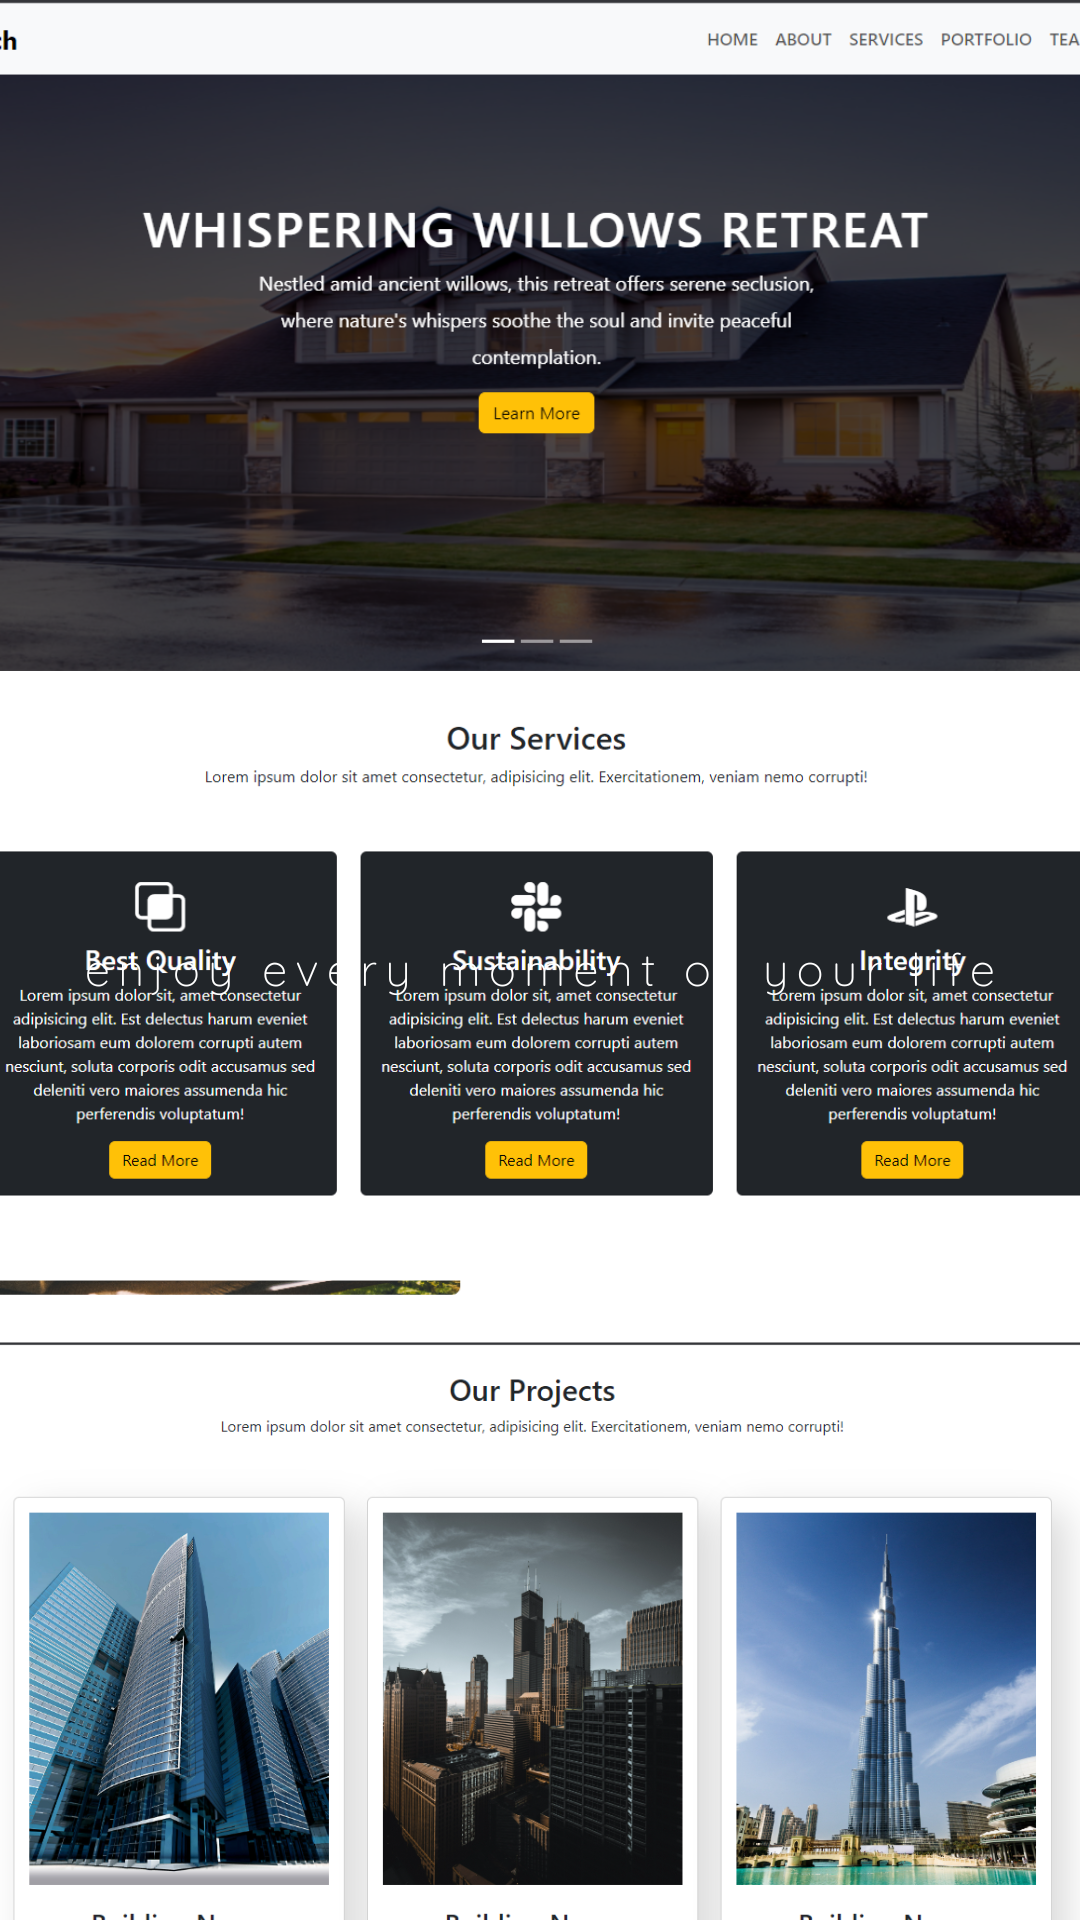 HOME ABOUT SERVICES PORTFOLIO
WHISPERING WILLOWS RETREAT
Nestled amid ancient willows, this retreat offers serene seclusion,
where nature's whispers soothe the soul and invite peaceful
contemplation.
Learn More
Our Services
Lorem ipsum dolor sit amet consectetur, adipisicing elit. Exercitationem, veniam nemo corrupti!
Best Quality
Lorem ipsum dolor sit, amet consectetur
adipisicing elit. Est delectus harum eveniet
laboriosam eum dolorem corrupti autem
nesciunt, soluta corporis odit accusamus sed
deleniti vero maiores assumenda hic
perferendis voluptatum!
Read More
Sustainability
Lorem ipsum dolor sit, amet consectetur
adipisicing elit. Est delectus harum eveniet
laboriosam eum dolorem corrupti autem
nesciunt, soluta corporis odit accusamus sed
deleniti vero maiores assumenda hic
perferendis voluptatum!
Read More
Integrity
Lorem ipsum dolor sit, amet consectetur
adipisicing elit. Est delectus harum eveniet
laboriosam eum dolorem corrupti autem
nesciunt, soluta corporis odit accusamus sed
deleniti vero maiores assumenda hic
perferendis voluptatum!
Read More
enjoy every moment of your life
Our Projects
Lorem ipsum dolor sit amet consectetur, adipisicing elit. Exercitationem, veniam nemo corrupti!